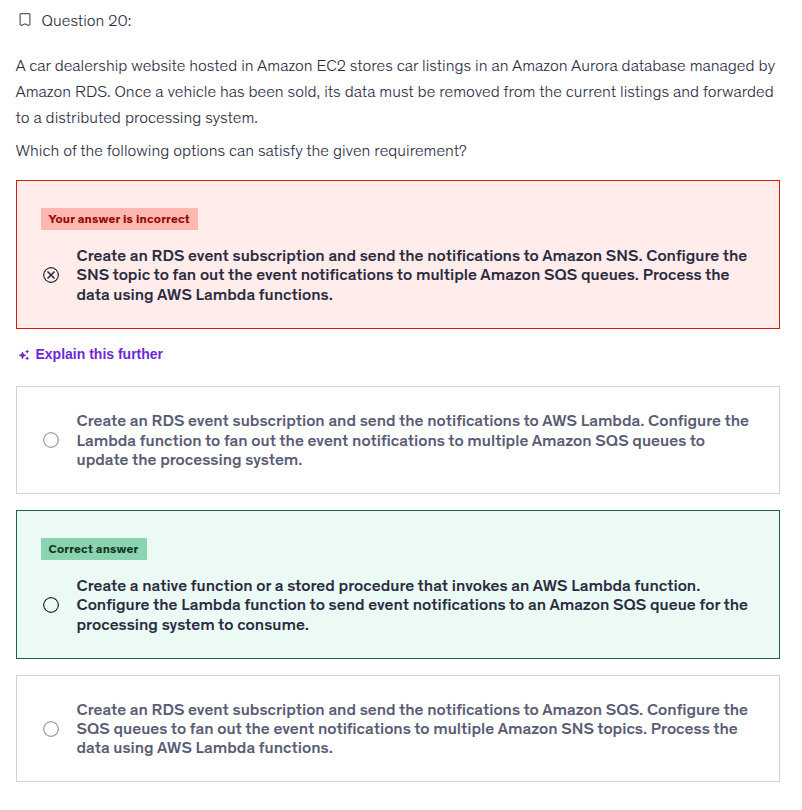 Question 20:
A car dealership website hosted in Amazon EC2 stores car listings in an Amazon Aurora database managed by
Amazon RDS. Once a vehicle has been sold, its data must be removed from the current listings and forwarded
to a distributed processing system.
Which of the following options can satisfy the given requirement?
Your answer is incorrect
Create an RDS event subscription and send the notifications to Amazon SNS. Configure the
SNS topic to fan out the event notifications to multiple Amazon SQS queues. Process the
data using AWS Lambda functions.
Explain this further
Create an RDS event subscription and send the notifications to AWS Lambda. Configure the
Lambda function to fan out the event notifications to multiple Amazon SQS queues to
update the processing system.
Correct answer
Create a native function or a stored procedure that invokes an AWS Lambda function.
Configure the Lambda function to send event notifications to an Amazon SQS queue for the
processing system to consume.
Create an RDS event subscription and send the notifications to Amazon SQS. Configure the
SQS queues to fan out the event notifications to multiple Amazon SNS topics. Process the
data using AWS Lambda functions.